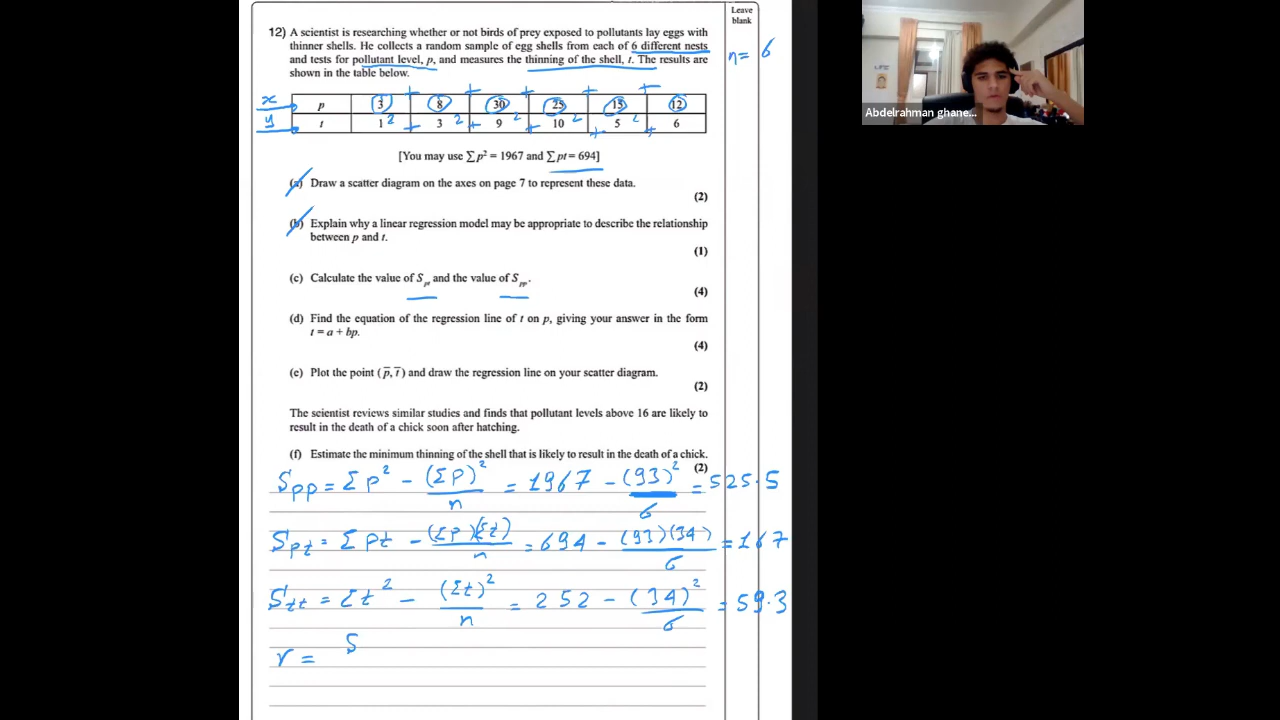 Leave
blank
12) A scientist is researching whether or not birds of prey exposed to pollutants lay eggs with
thinner shells. He collects a random sample of egg shells from each of 6 different nests
and tests for pollutant level, p, and measures the thinning of the shell, t. The results are
shown in the table below.
n = 6
x p 3 8 30 25 15 12
y t 1 3 9 10 5 6
[You may use ∑p² = 1967 and ∑pt = 694]
(a) Draw a scatter diagram on the axes on page 7 to represent these data.
(2)
(b) Explain why a linear regression model may be appropriate to describe the relationship
between p and t.
(1)
(c) Calculate the value of Spt and the value of Spp.
(4)
(d) Find the equation of the regression line of t on p, giving your answer in the form
t = a + bp.
(4)
(e) Plot the point (p̄, t̄) and draw the regression line on your scatter diagram.
(2)
The scientist reviews similar studies and finds that pollutant levels above 16 are likely to
result in the death of a chick soon after hatching.
(f) Estimate the minimum thinning of the shell that is likely to result in the death of a chick.
(2)
Spp = Σp² - (Σp)²/n = 1967 - (93)²/6 = 525.5
Spt = Σpt - (Σp)(Σt)/n = 694 - (93)(34)/6 = 167
Stt = Σt² - (Σt)²/n = 252 - (34)²/6 = 59.3
r = S
Abdelrahman ghane...